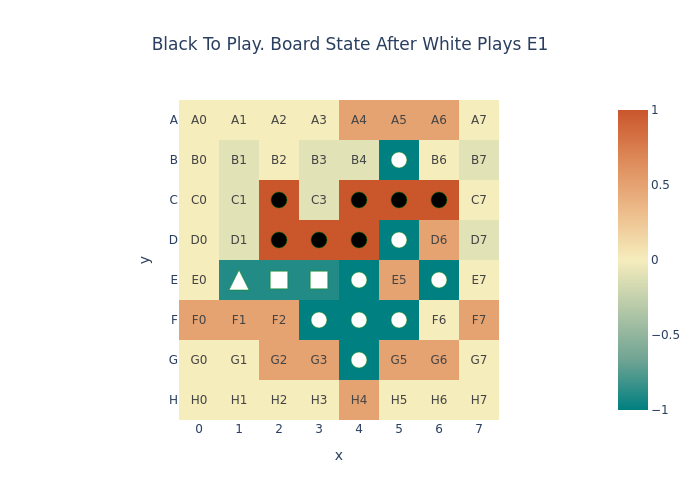 Black To Play. Board State After White Plays E1
A A0 A1 A2 A3 A4 A5 A6 A7
B B0 B1 B2 B3 B4 B6 B7
C C0 C1 C3 C7
D D0 D1 D6 D7
E E0 E5 E7
F F0 F1 F2 F6 F7
G G0 G1 G2 G3 G5 G6 G7
H H0 H1 H2 H3 H4 H5 H6 H7
0 1 2 3 4 5 6 7
x
y
1
0.5
0
−0.5
−1